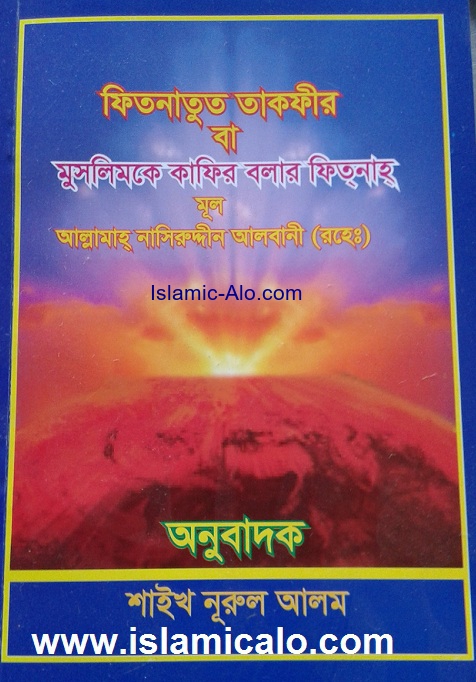 ফিতনাতুত তাকফীর
বা
মুসলিমকে কাফির বলার ফিত্নাহ্
মূল
আল্লামাহ্ নাসিরুদ্দীন আলবানী (রহেঃ)
Islamic-Alo.com
অনুবাদক
শাইখ নূরুল আলম
www.islamicalo.com